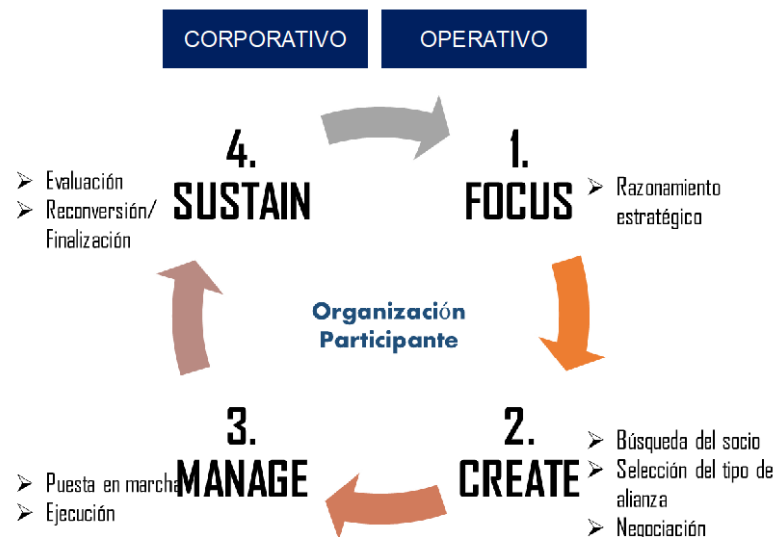 CORPORATIVO
OPERATIVO
4.
SUSTAIN
➢ Evaluación
➢ Reconversión/
Finalización
1.
FOCUS
➢ Razonamiento
estratégico
Organización
Participante
3.
MANAGE
➢ Puesta en marcha
➢ Ejecución
2.
CREATE
➢ Búsqueda del socio
➢ Selección del tipo de
alianza
➢ Negociación